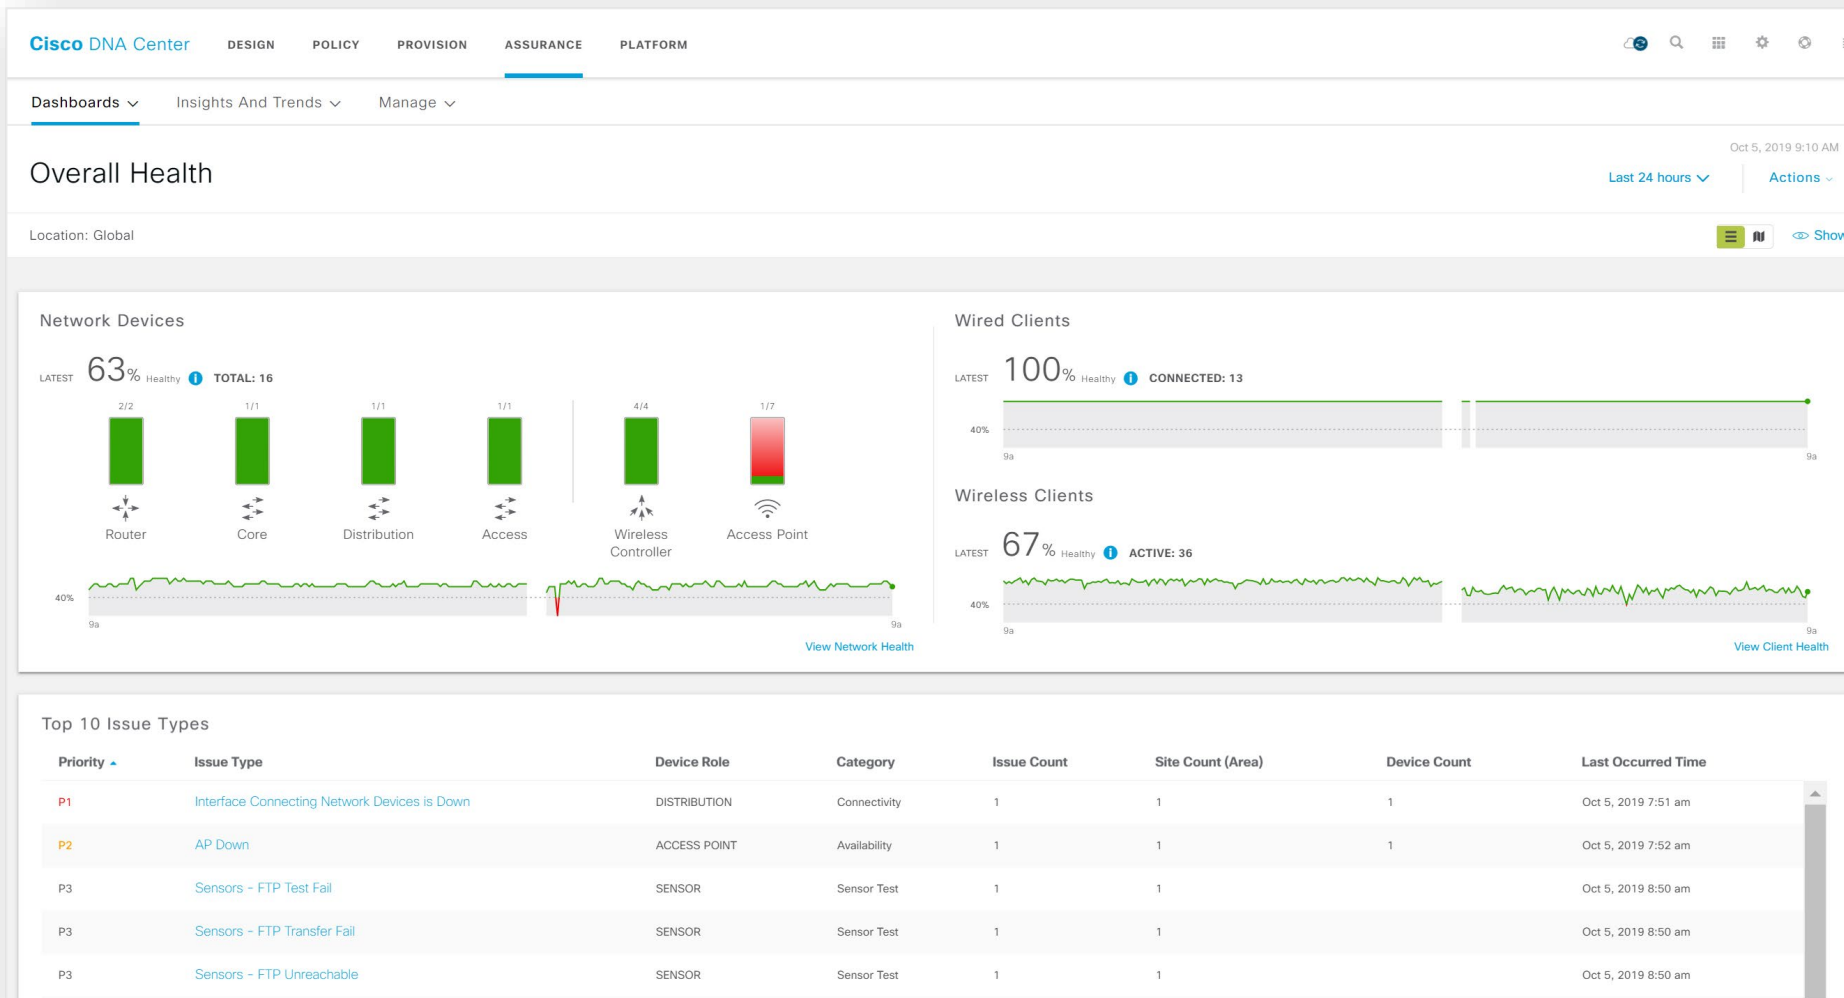 Cisco DNA Center DESIGN POLICY PROVISION ASSURANCE PLATFORM
Dashboards Insights And Trends Manage
Oct 5, 2019 9:10 AM
Overall Health
Last 24 hours Actions
Location: Global
Show
Network Devices
LATEST 63% Healthy TOTAL: 16
2/2 1/1 1/1 1/1 4/4 1/7
Router Core Distribution Access Wireless Controller Access Point
40%
9a 9a
View Network Health
Wired Clients
LATEST 100% Healthy CONNECTED: 13
40%
9a 9a
Wireless Clients
LATEST 67% Healthy ACTIVE: 36
40%
9a 9a
View Client Health
Top 10 Issue Types
Priority Issue Type Device Role Category Issue Count Site Count (Area) Device Count Last Occurred Time
P1 Interface Connecting Network Devices is Down DISTRIBUTION Connectivity 1 1 1 Oct 5, 2019 7:51 am
P2 AP Down ACCESS POINT Availability 1 1 1 Oct 5, 2019 7:52 am
P3 Sensors - FTP Test Fail SENSOR Sensor Test 1 1 Oct 5, 2019 8:50 am
P3 Sensors - FTP Transfer Fail SENSOR Sensor Test 1 1 Oct 5, 2019 8:50 am
P3 Sensors - FTP Unreachable SENSOR Sensor Test 1 1 Oct 5, 2019 8:50 am